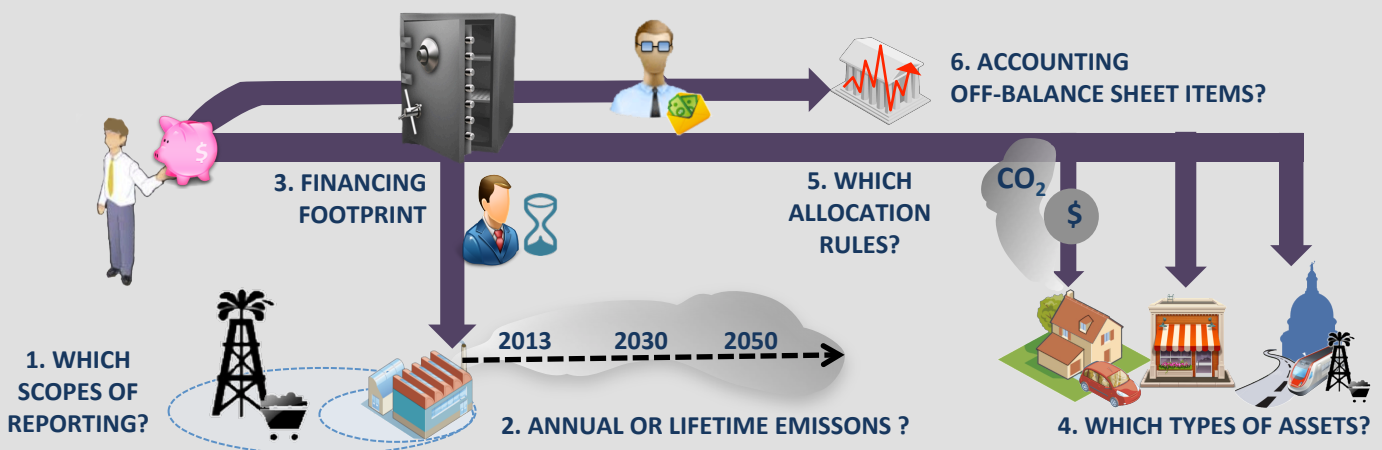 6. ACCOUNTING
OFF-BALANCE SHEET ITEMS?
$
3. FINANCING
FOOTPRINT
5. WHICH
ALLOCATION
RULES?
CO2
$
1. WHICH
SCOPES OF
REPORTING?
2013 2030 2050
2. ANNUAL OR LIFETIME EMISSONS ?
4. WHICH TYPES OF ASSETS?